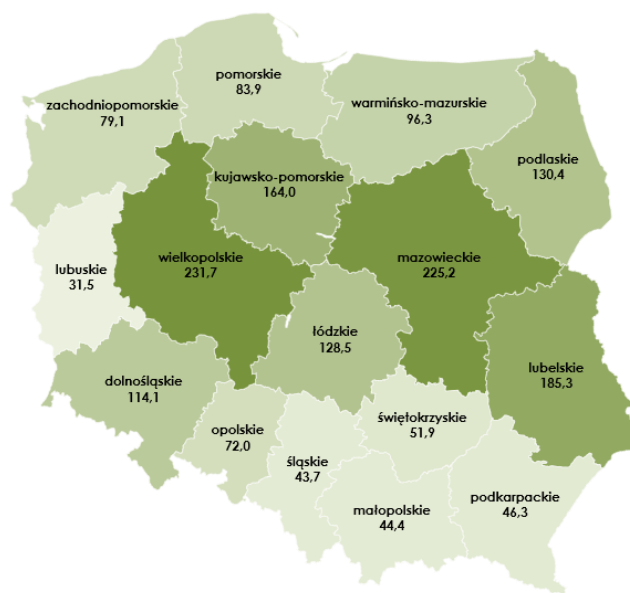 pomorskie
83,9
zachodniopomorskie
79,1
warmińsko-mazurskie
96,3
podlaskie
130,4
kujawsko-pomorskie
164,0
wielkopolskie
231,7
mazowieckie
225,2
lubuskie
31,5
łódzkie
128,5
lubelskie
185,3
dolnośląskie
114,1
świętokrzyskie
51,9
opolskie
72,0
śląskie
43,7
podkarpackie
46,3
małopolskie
44,4